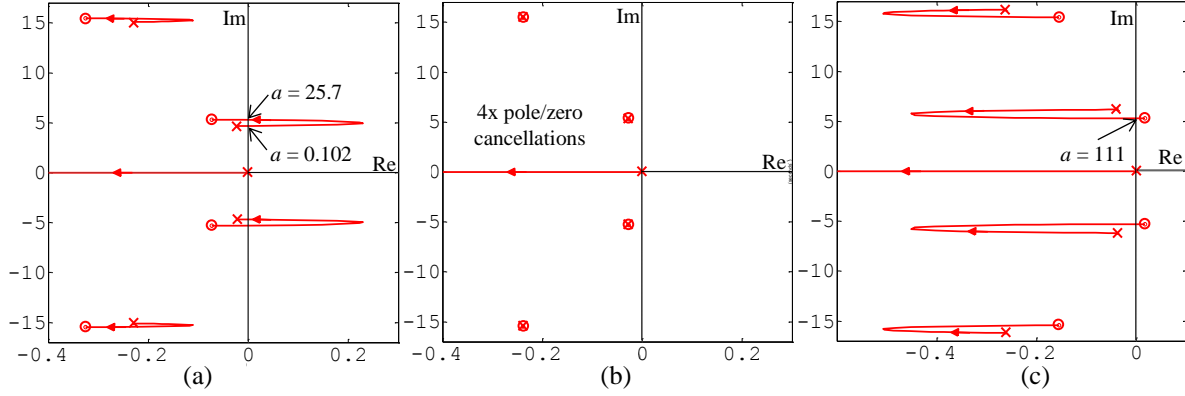 Im
15
10
5
0
-5
-10
-15
-0.4
-0.2
0
0.2
a = 25.7
a = 0.102
Re
(a)
Im
15
10
5
0
-5
-10
-15
-0.4
-0.2
0
0.2
4x pole/zero
cancellations
Re
(b)
Im
15
10
5
0
-5
-10
-15
-0.4
-0.2
0
a = 111
Re
(c)